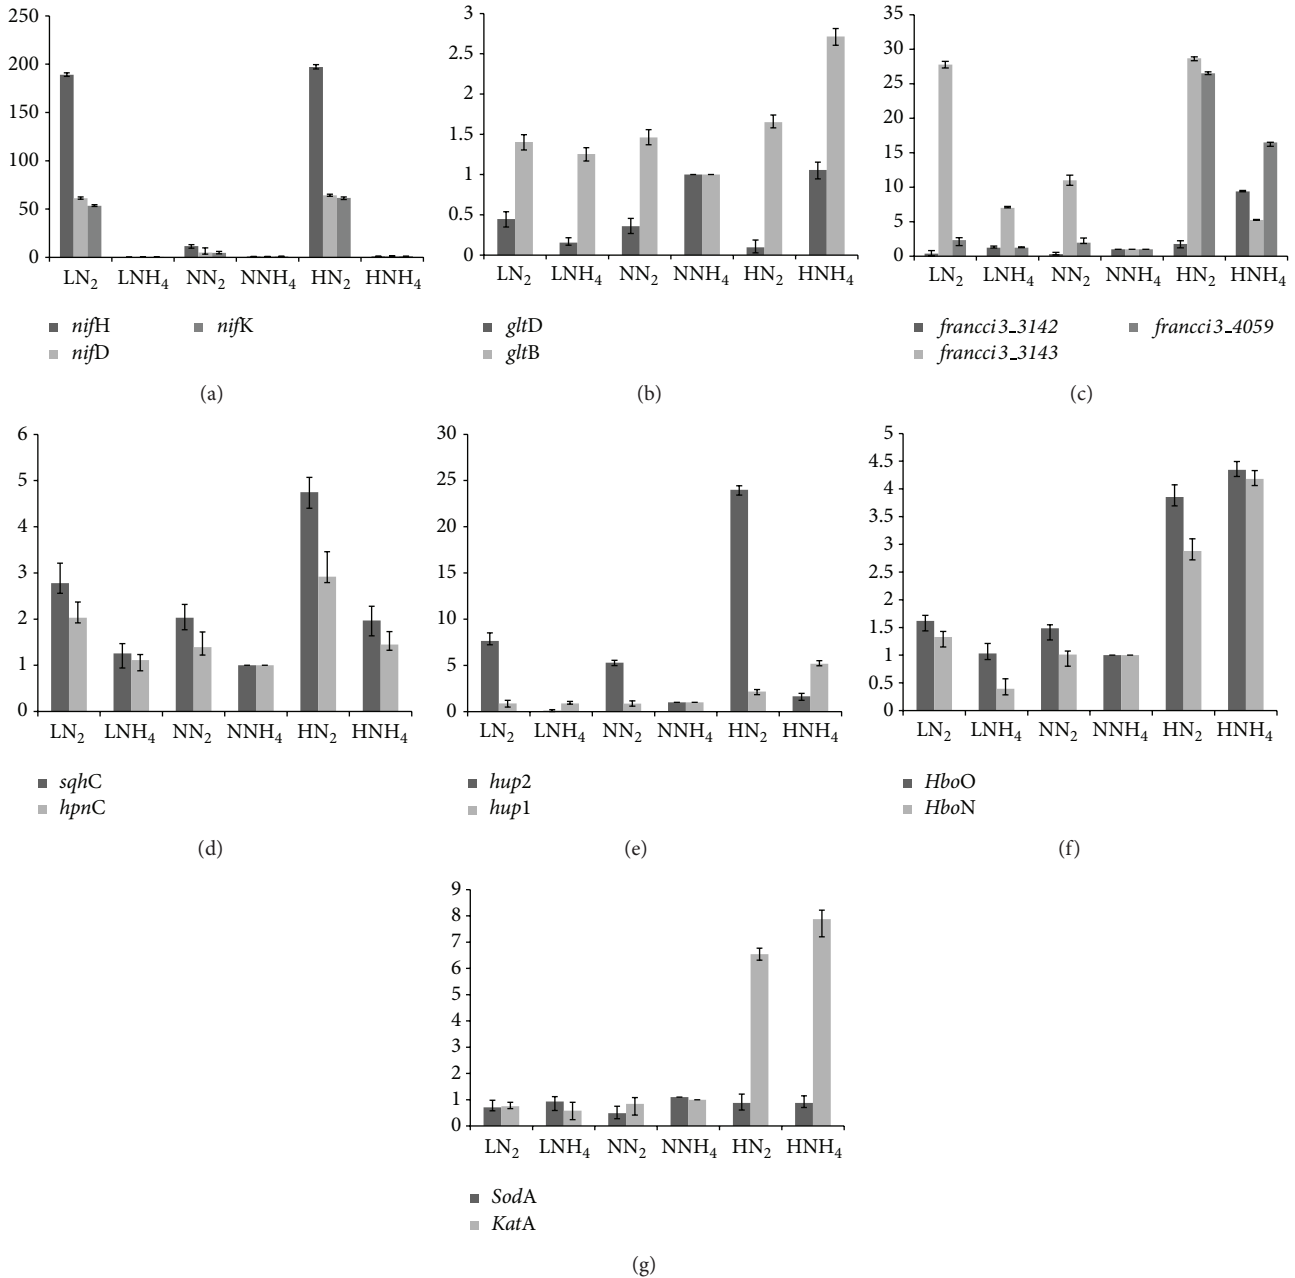 250
200
150
100
50
0
LN2 LNH4 NN2 NNH4 HN2 HNH4
nifH nifK
nifD
(a)
3
2.5
2
1.5
1
0.5
0
LN2 LNH4 NN2 NNH4 HN2 HNH4
gltD
gltB
(b)
35
30
25
20
15
10
5
0
LN2 LNH4 NN2 NNH4 HN2 HNH4
francci3_3142 francci3_4059
francci3_3143
(c)
6
5
4
3
2
1
0
LN2 LNH4 NN2 NNH4 HN2 HNH4
sqhC
hpnC
(d)
30
25
20
15
10
5
0
LN2 LNH4 NN2 NNH4 HN2 HNH4
hup2
hup1
(e)
5
4.5
4
3.5
3
2.5
2
1.5
1
0.5
0
LN2 LNH4 NN2 NNH4 HN2 HNH4
HboO
HboN
(f)
9
8
7
6
5
4
3
2
1
0
LN2 LNH4 NN2 NNH4 HN2 HNH4
SodA
KatA
(g)